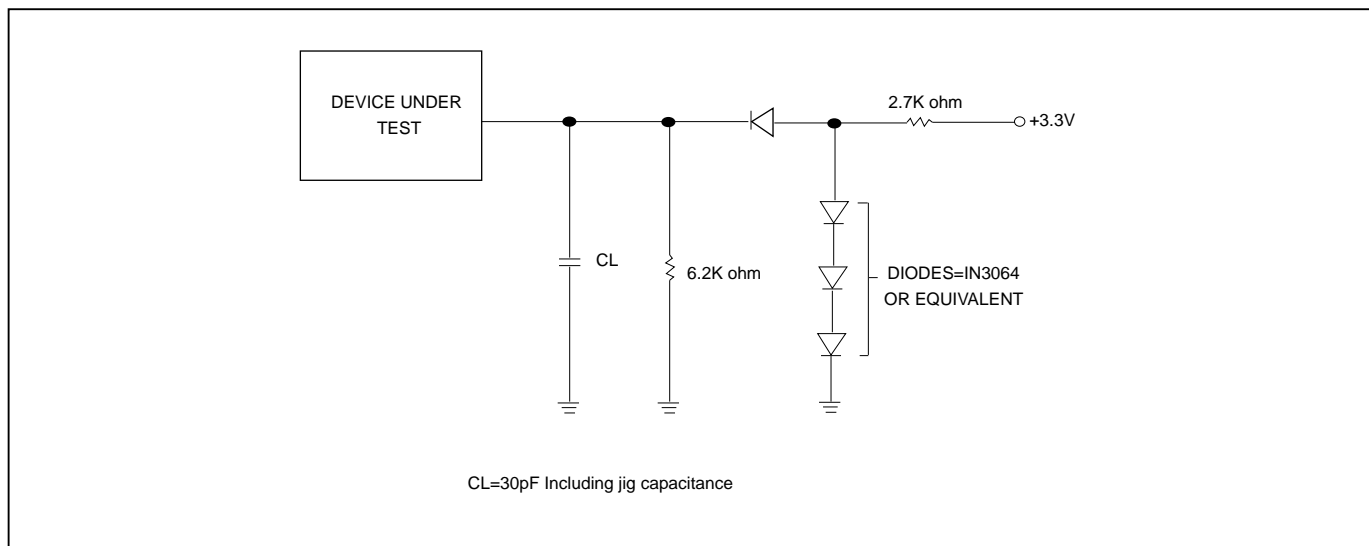 DEVICE UNDER
TEST
2.7K ohm
+3.3V
CL
6.2K ohm
DIODES=IN3064
OR EQUIVALENT
CL=30pF Including jig capacitance